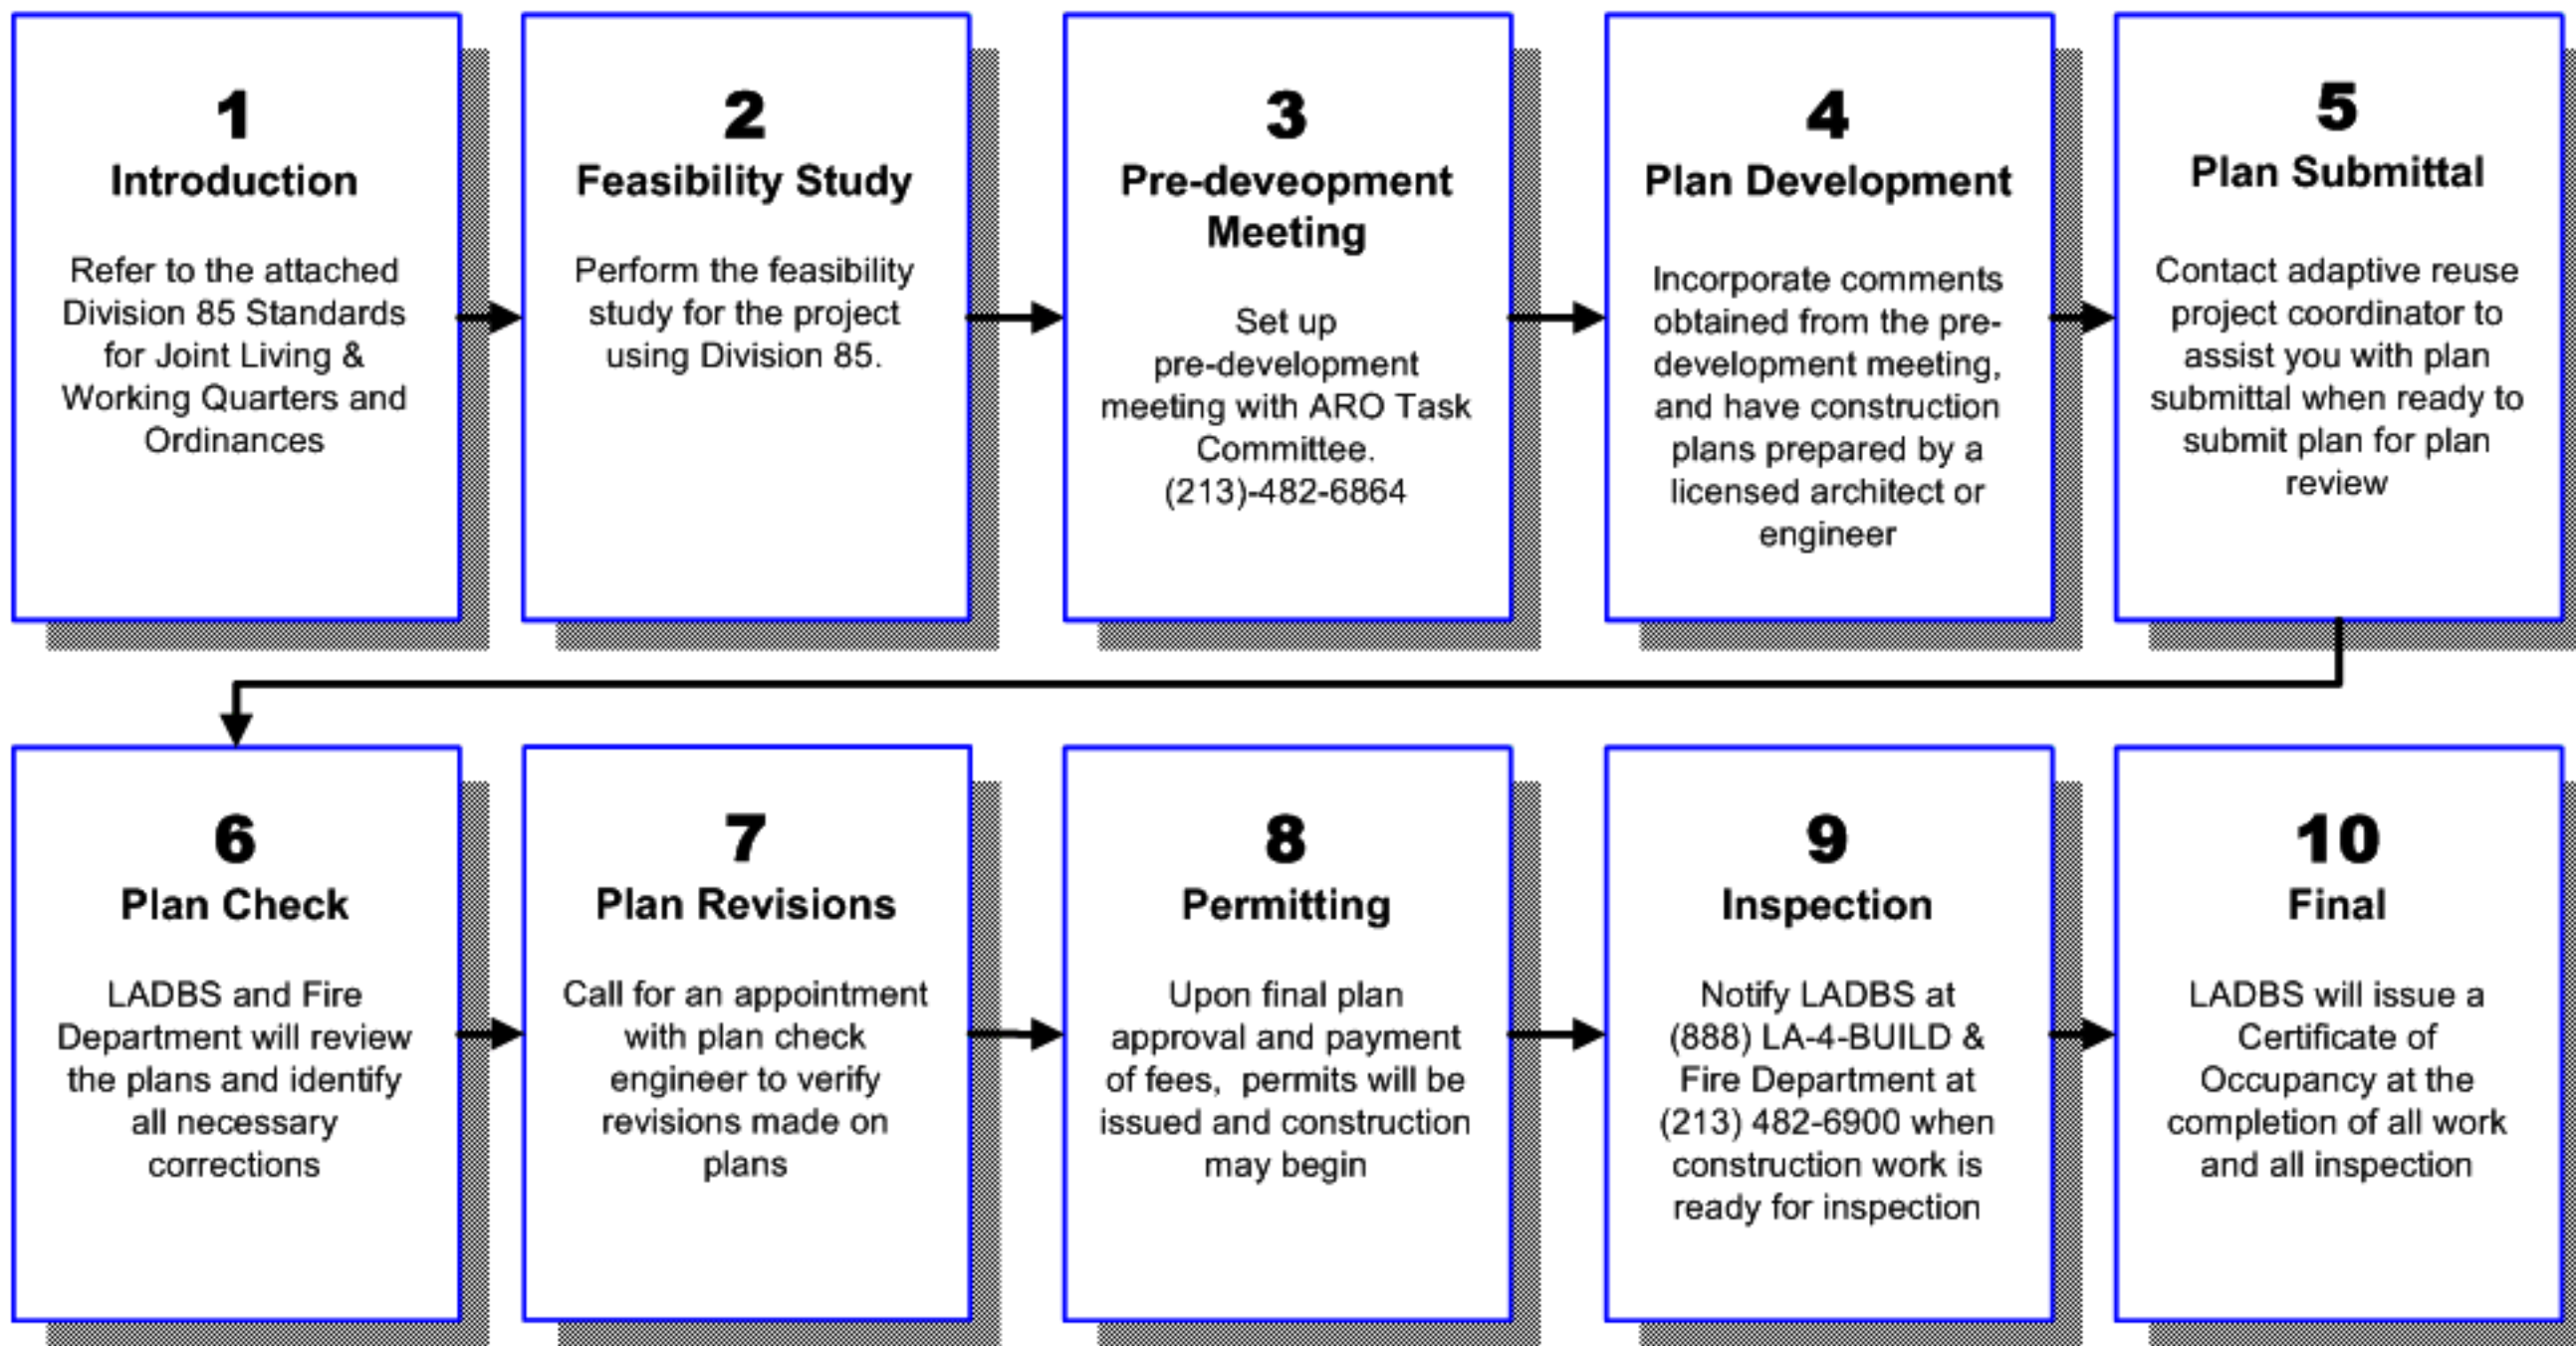 1
Introduction
Refer to the attached
Division 85 Standards
for Joint Living &
Working Quarters and
Ordinances
2
Feasibility Study
Perform the feasibility
study for the project
using Division 85.
3
Pre-deveopment
Meeting
Set up
pre-development
meeting with ARO Task
Committee.
(213)-482-6864
4
Plan Development
Incorporate comments
obtained from the pre-
development meeting,
and have construction
plans prepared by a
licensed architect or
engineer
5
Plan Submittal
Contact adaptive reuse
project coordinator to
assist you with plan
submittal when ready to
submit plan for plan
review
6
Plan Check
LADBS and Fire
Department will review
the plans and identify
all necessary
corrections
7
Plan Revisions
Call for an appointment
with plan check
engineer to verify
revisions made on
plans
8
Permitting
Upon final plan
approval and payment
of fees,  permits will be
issued and construction
may begin
9
Inspection
Notify LADBS at
(888) LA-4-BUILD &
Fire Department at
(213) 482-6900 when
construction work is
ready for inspection
10
Final
LADBS will issue a
Certificate of
Occupancy at the
completion of all work
and all inspection